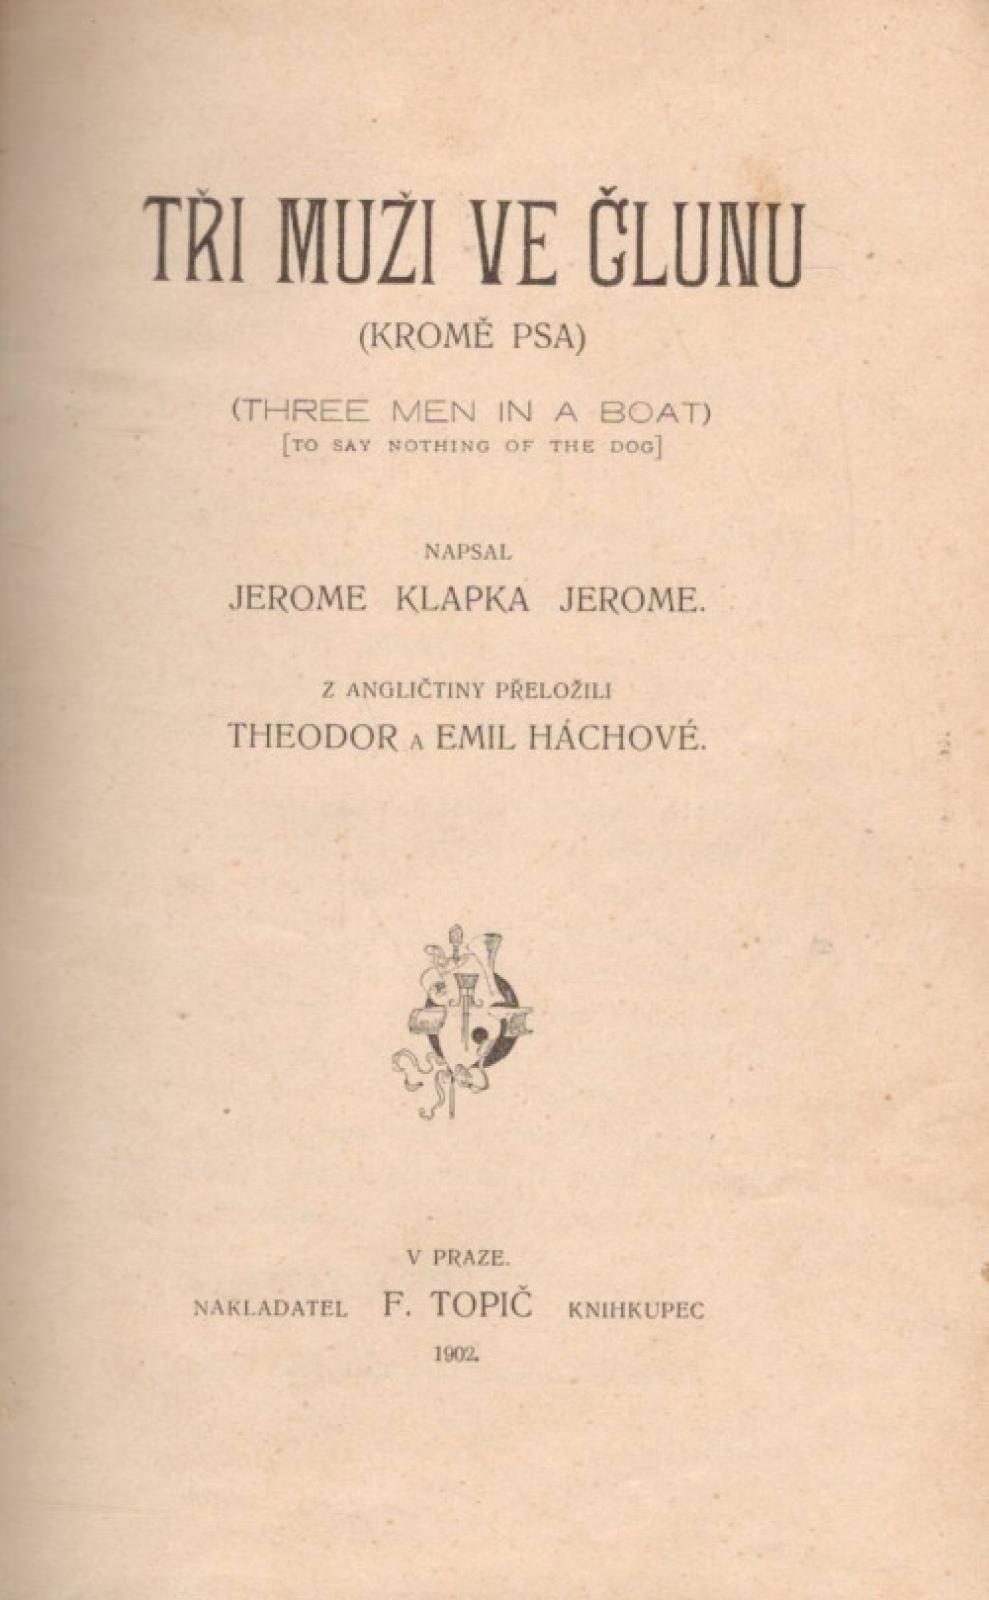 TŘI MUŽI VE ČLUNU
(KROMĚ PSA)
(THREE MEN IN A BOAT)
[TO SAY NOTHING OF THE DOG]
NAPSAL
JEROME KLAPKA JEROME.
Z ANGLIČTINY PŘELOŽILI
THEODOR A EMIL HÁCHOVÉ.
V PRAZE.
NAKLADATEL F. TOPIČ KNIHKUPEC
1902.